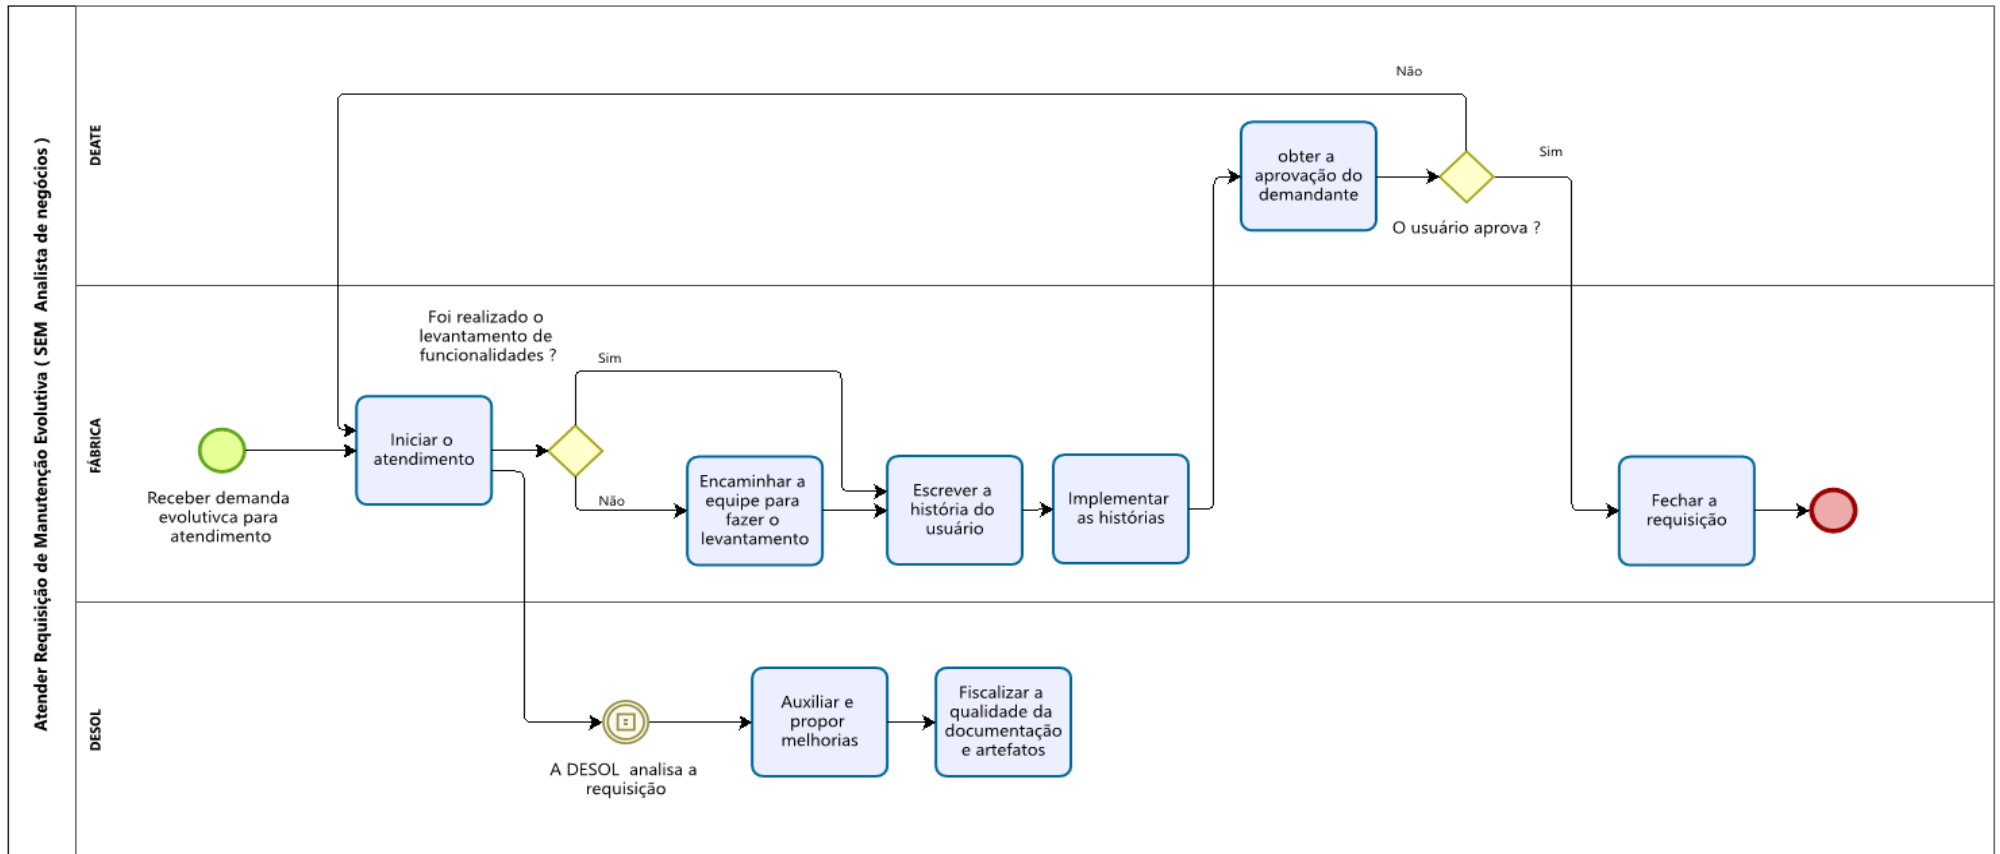 Atender Requisição de Manutenção Evolutiva ( SEM Analista de negócios )
DEATE
Não
obter a
aprovação do
demandante
Sim
O usuário aprova ?
FÁBRICA
Receber demanda
evolutivca para
atendimento
Iniciar o
atendimento
Foi realizado o
levantamento de
funcionalidades ?
Sim
Não
Encaminhar a
equipe para
fazer o
levantamento
Escrever a
história do
usuário
Implementar
as histórias
Fechar a
requisição
DESOL
A DESOL analisa a
requisição
Auxiliar e
propor
melhorias
Fiscalizar a
qualidade da
documentação
e artefatos